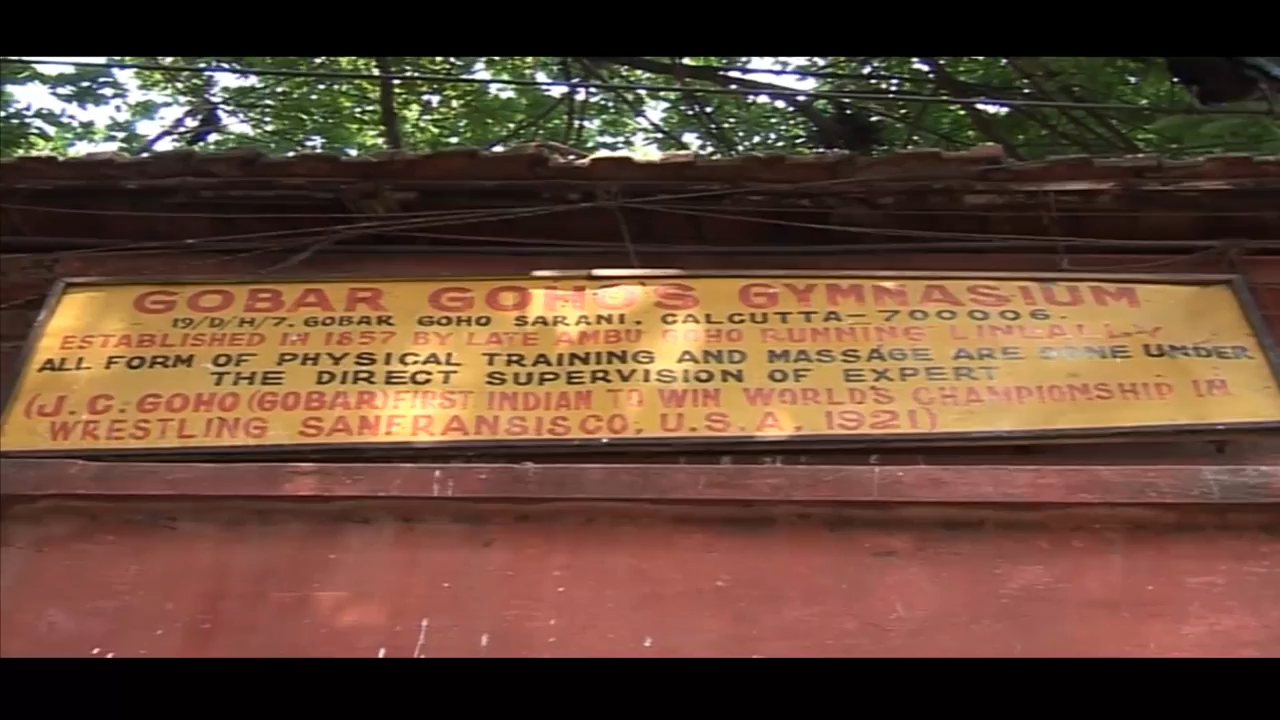 GOBAR GOHO'S GYMNASIUM
19/D/H/7. GOBAR GOHO SARANI, CALCUTTA-700006.
ESTABLISHED IN 1857 BY LATE AMBU GOHO RUNNING LINEALLY
ALL FORM OF PHYSICAL TRAINING AND MASSAGE ARE DONE UNDER
THE DIRECT SUPERVISION OF EXPERT
(J.C. GOHO (GOBAR) FIRST INDIAN TO WIN WORLD'S CHAMPIONSHIP IN
WRESTLING SANFRANSISCO, U.S.A, 1921)